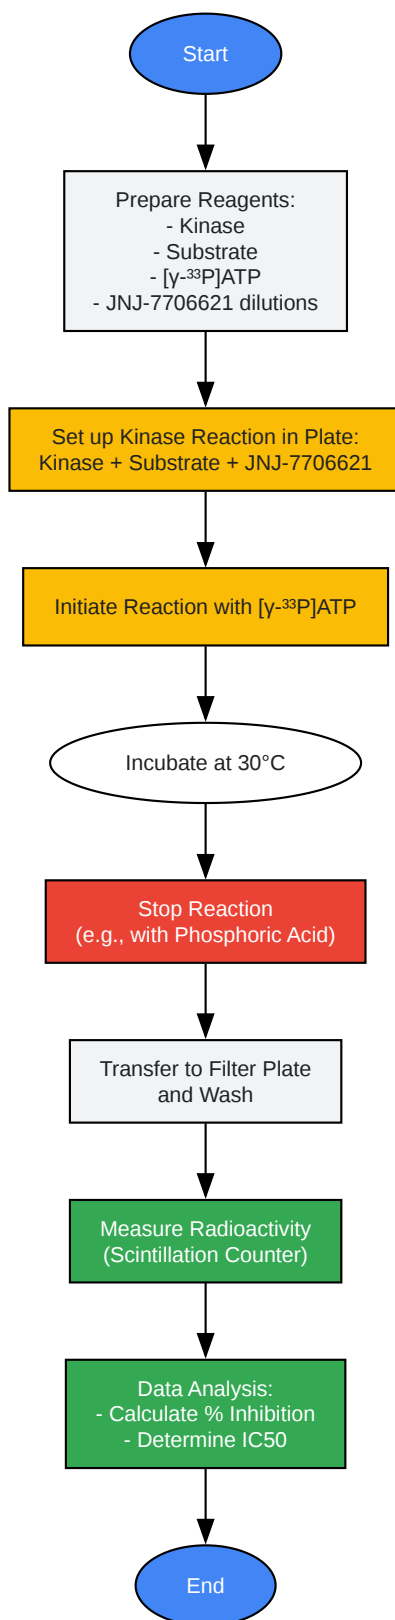 Start
Prepare Reagents:
- Kinase
- Substrate
- [γ-³³P]ATP
- JNJ-7706621 dilutions
Set up Kinase Reaction in Plate:
Kinase + Substrate + JNJ-7706621
Initiate Reaction with [γ-³³P]ATP
Incubate at 30°C
Stop Reaction
(e.g., with Phosphoric Acid)
Transfer to Filter Plate
and Wash
Measure Radioactivity
(Scintillation Counter)
Data Analysis:
- Calculate % Inhibition
- Determine IC50
End